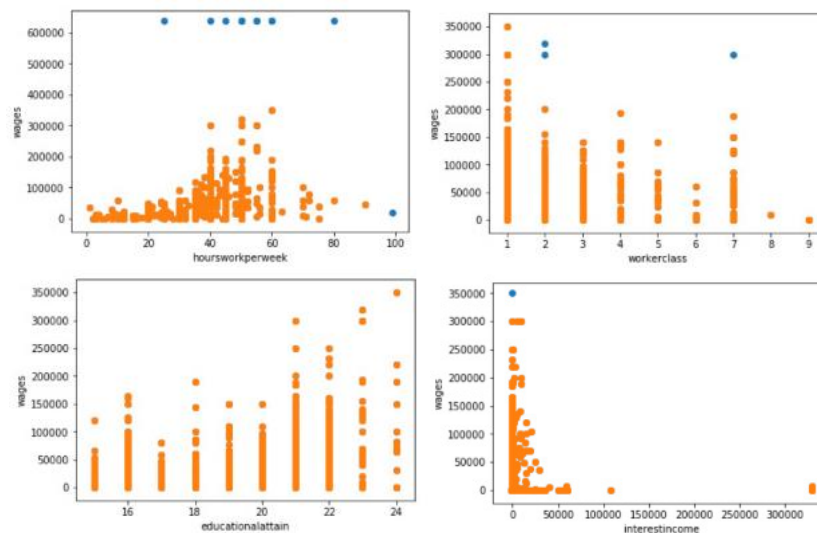 600000
500000
400000
300000
200000
100000
0
wages
0 20 40 60 80 100
hoursworkperweek
350000
300000
250000
200000
150000
100000
50000
0
wages
1 2 3 4 5 6 7 8 9
workerclass
350000
300000
250000
200000
150000
100000
50000
0
wages
16 18 20 22 24
educationalattain
350000
300000
250000
200000
150000
100000
50000
0
wages
0 50000 100000 150000 200000 250000 300000
interestincome